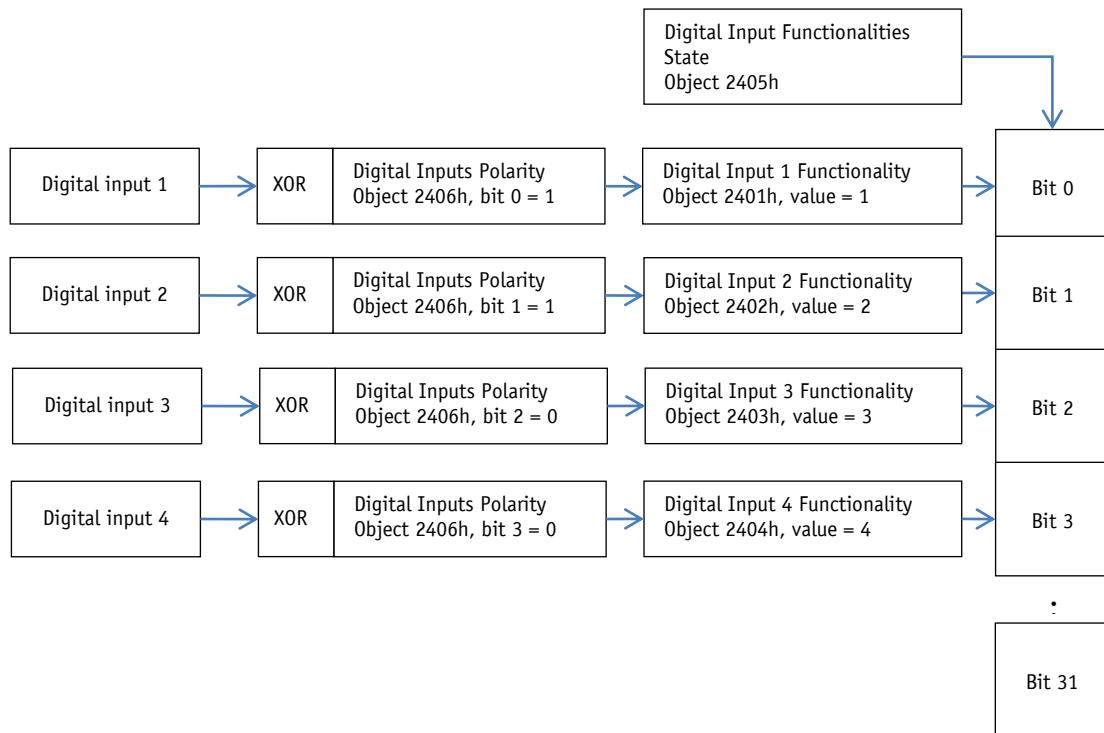 Digital Input Functionalities
State
Object 2405h
Digital input 1
XOR
Digital Inputs Polarity
Object 2406h, bit 0 = 1
Digital Input 1 Functionality
Object 2401h, value = 1
Bit 0
Digital input 2
XOR
Digital Inputs Polarity
Object 2406h, bit 1 = 1
Digital Input 2 Functionality
Object 2402h, value = 2
Bit 1
Digital input 3
XOR
Digital Inputs Polarity
Object 2406h, bit 2 = 0
Digital Input 3 Functionality
Object 2403h, value = 3
Bit 2
Digital input 4
XOR
Digital Inputs Polarity
Object 2406h, bit 3 = 0
Digital Input 4 Functionality
Object 2404h, value = 4
Bit 3
:
Bit 31